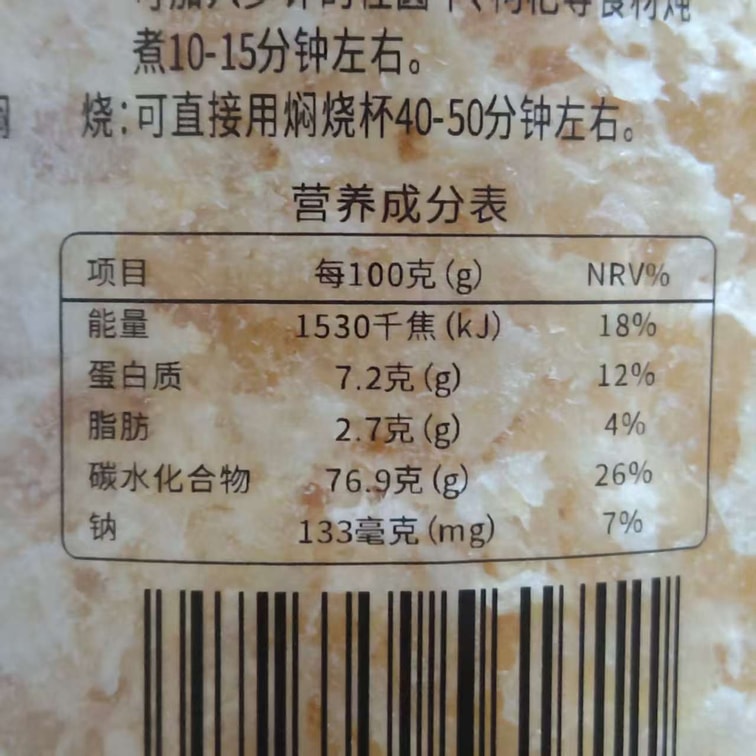 煮10-15分钟左右。
烧:可直接用焖烧杯40-50分钟左右。
营养成分表
项目 每100克(g) NRV%
能量 1530千焦(kJ) 18%
蛋白质 7.2克(g) 12%
脂肪 2.7克(g) 4%
碳水化合物 76.9克(g) 26%
钠 133毫克(mg) 7%